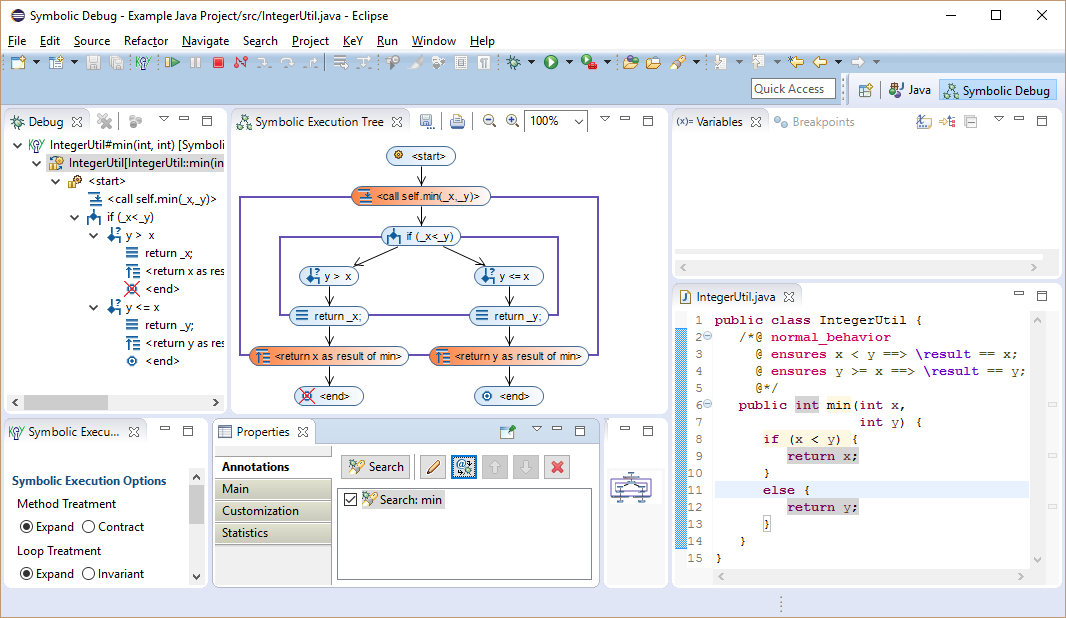 Symbolic Debug - Example Java Project/src/IntegerUtil.java - Eclipse
File Edit Source Refactor Navigate Search Project KeY Run Window Help
Quick Access
Java
Symbolic Debug
Debug
IntegerUtil#min(int, int) [Symboli
IntegerUtil[IntegerUtil::min(in
<start>
<call self.min(_x,_y)>
if (_x<_y)
y > x
return _x;
<return x as res
<end>
y <= x
return _y;
<return y as res
<end>
Symbolic Execution Tree
100%
<start>
<call self.min(_x,_y)>
if (_x<_y)
y > x
y <= x
return _x;
return _y;
<return x as result of min>
<return y as result of min>
<end>
<end>
(x)= Variables
Breakpoints
IntegerUtil.java
1 public class IntegerUtil {
2 /*@ normal_behavior
3 @ ensures x < y ==> \result == x;
4 @ ensures y >= x ==> \result == y;
5 @*/
6 public int min(int x,
7 int y) {
8 if (x < y) {
9 return x;
10 }
11 else {
12 return y;
13 }
14 }
15 }
Symbolic Execu...
Symbolic Execution Options
Method Treatment
Expand Contract
Loop Treatment
Expand Invariant
Properties
Annotations
Main
Customization
Statistics
Search
Search: min